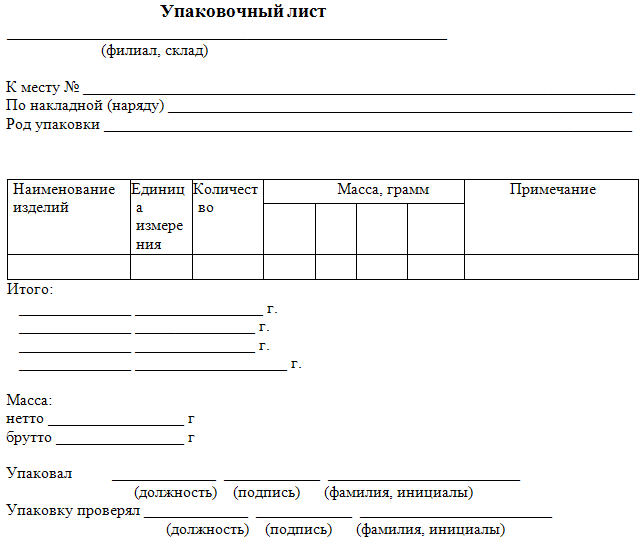 Упаковочный лист
(филиал, склад)
К месту №
По накладной (наряду)
Род упаковки
Наименование изделий
Единица измерения
Количество
Масса, грамм
Примечание
Итого:
г.
г.
г.
г.
Масса:
нетто г
брутто г
Упаковал
(должность) (подпись) (фамилия, инициалы)
Упаковку проверял
(должность) (подпись) (фамилия, инициалы)